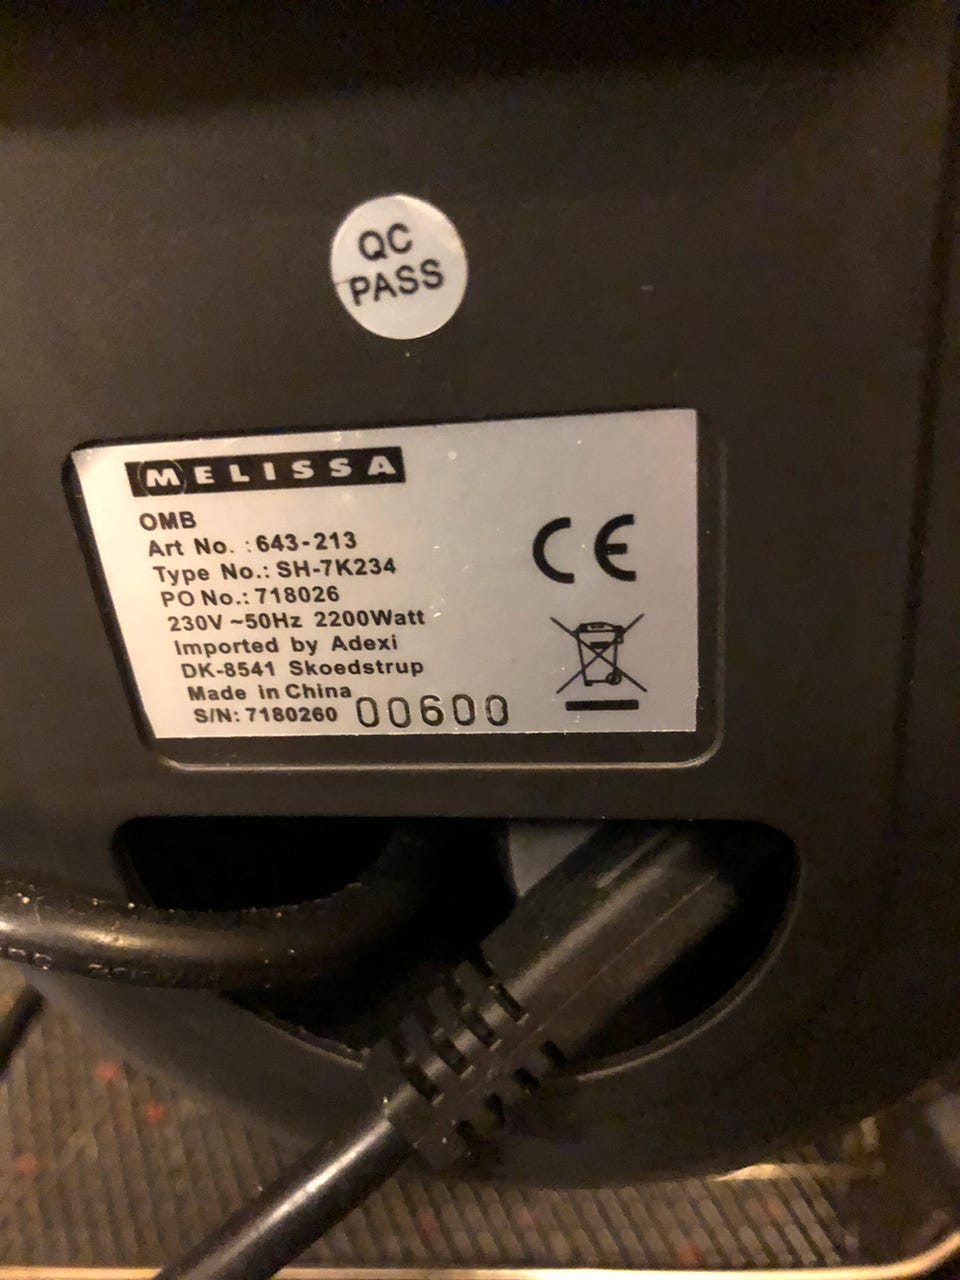 QC
PASS
MELISSA
OMB
Art No. : 643-213
Type No.: SH-7K234
PO No.: 718026
230V ~50Hz 2200Watt
Imported by Adexi
DK-8541 Skoedstrup
Made in China
S/N: 7180260 00600
CE